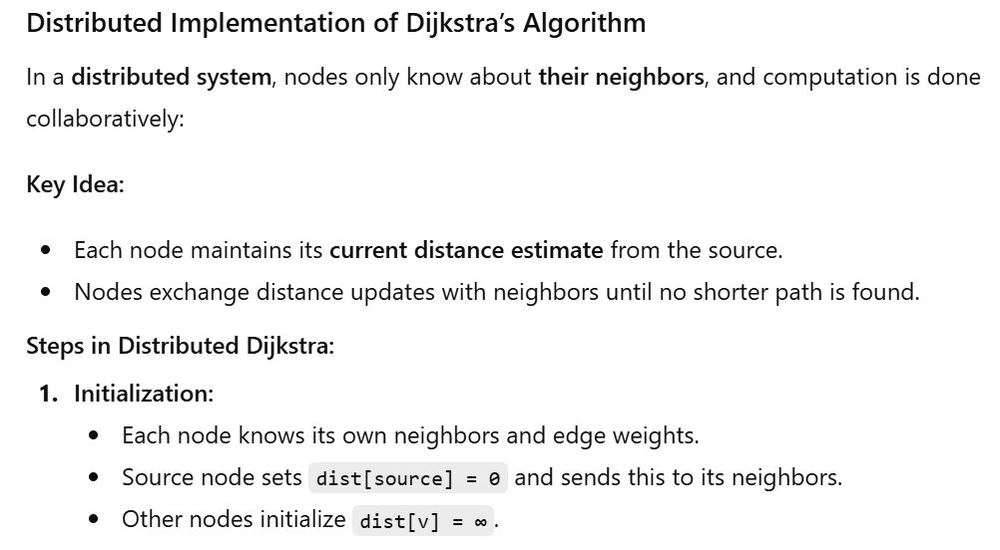 Distributed Implementation of Dijkstra’s Algorithm
In a distributed system, nodes only know about their neighbors, and computation is done
collaboratively:
Key Idea:
• Each node maintains its current distance estimate from the source.
• Nodes exchange distance updates with neighbors until no shorter path is found.
Steps in Distributed Dijkstra:
1. Initialization:
• Each node knows its own neighbors and edge weights.
• Source node sets dist[source] = 0 and sends this to its neighbors.
• Other nodes initialize dist[v] = ∞.